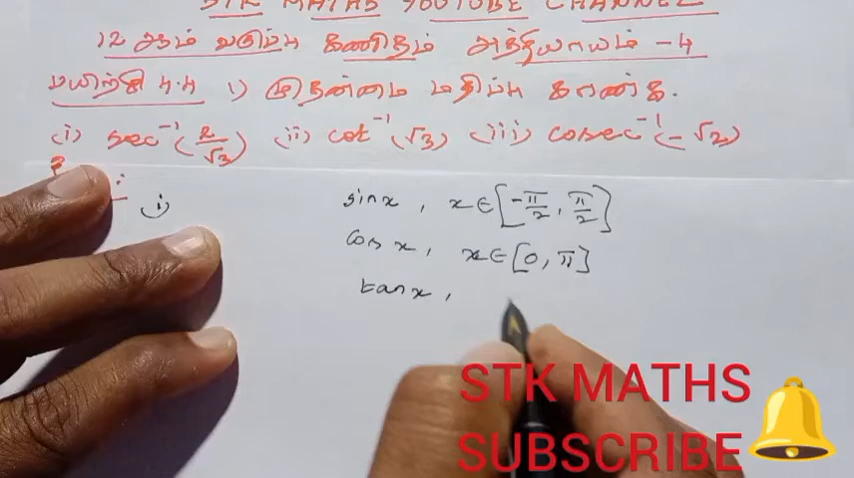 STK MATHS YOUTUBE CHANNEL
12 ஆம் வகுப்பு கணிதம் அத்தியாயம் - 4
பயிற்சி 4.4 1) முதன்மை மதிப்பு காண்க.
(i) sec⁻¹(2/√3) (ii) cot⁻¹(√3) (iii) cosec⁻¹(-√2)
i)
sinx, x∈[-π/2, π/2]
cosx, x∈[0, π]
tanx,
STK MATHS
SUBSCRIBE